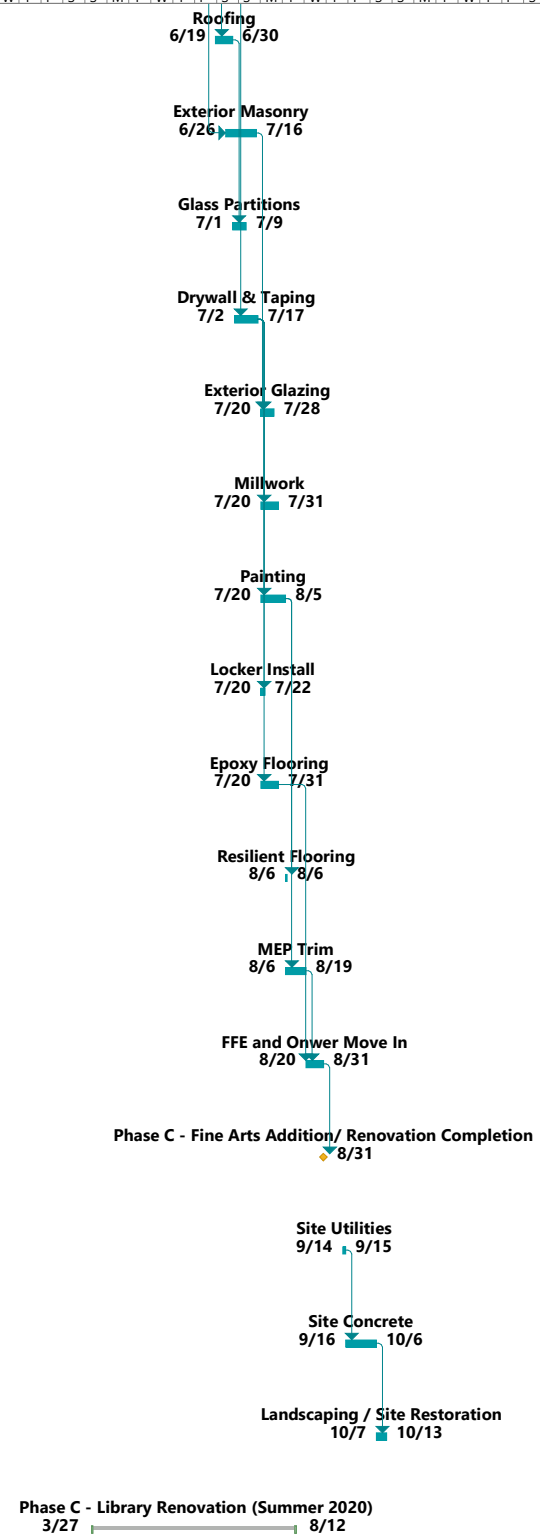 Roofing
6/19 6/30
Exterior Masonry
6/26 7/16
Glass Partitions
7/1 7/9
Drywall & Taping
7/2 7/17
Exterior Glazing
7/20 7/28
Millwork
7/20 7/31
Painting
7/20 8/5
Locker Install
7/20 7/22
Epoxy Flooring
7/20 7/31
Resilient Flooring
8/6 8/6
MEP Trim
8/6 8/19
FFE and Onwer Move In
8/20 8/31
Phase C - Fine Arts Addition/ Renovation Completion
8/31
Site Utilities
9/14 9/15
Site Concrete
9/16 10/6
Landscaping / Site Restoration
10/7 10/13
Phase C - Library Renovation (Summer 2020)
3/27 8/12